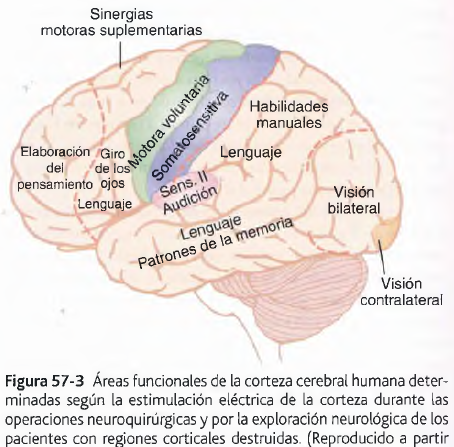 Sinergias
motoras suplementarias
Motora voluntaria
Somatosensitiva
Habilidades
manuales
Elaboración
del
pensamiento
Giro
de los
ojos
Lenguaje
Lenguaje
Sens. II
Audición
Visión
bilateral
Lenguaje
Patrones de la memoria
Visión
contralateral
Figura 57-3 Áreas funcionales de la corteza cerebral humana deter-
minadas según la estimulación eléctrica de la corteza durante las
operaciones neuroquirúrgicas y por la exploración neurológica de los
pacientes con regiones corticales destruidas. (Reproducido a partir